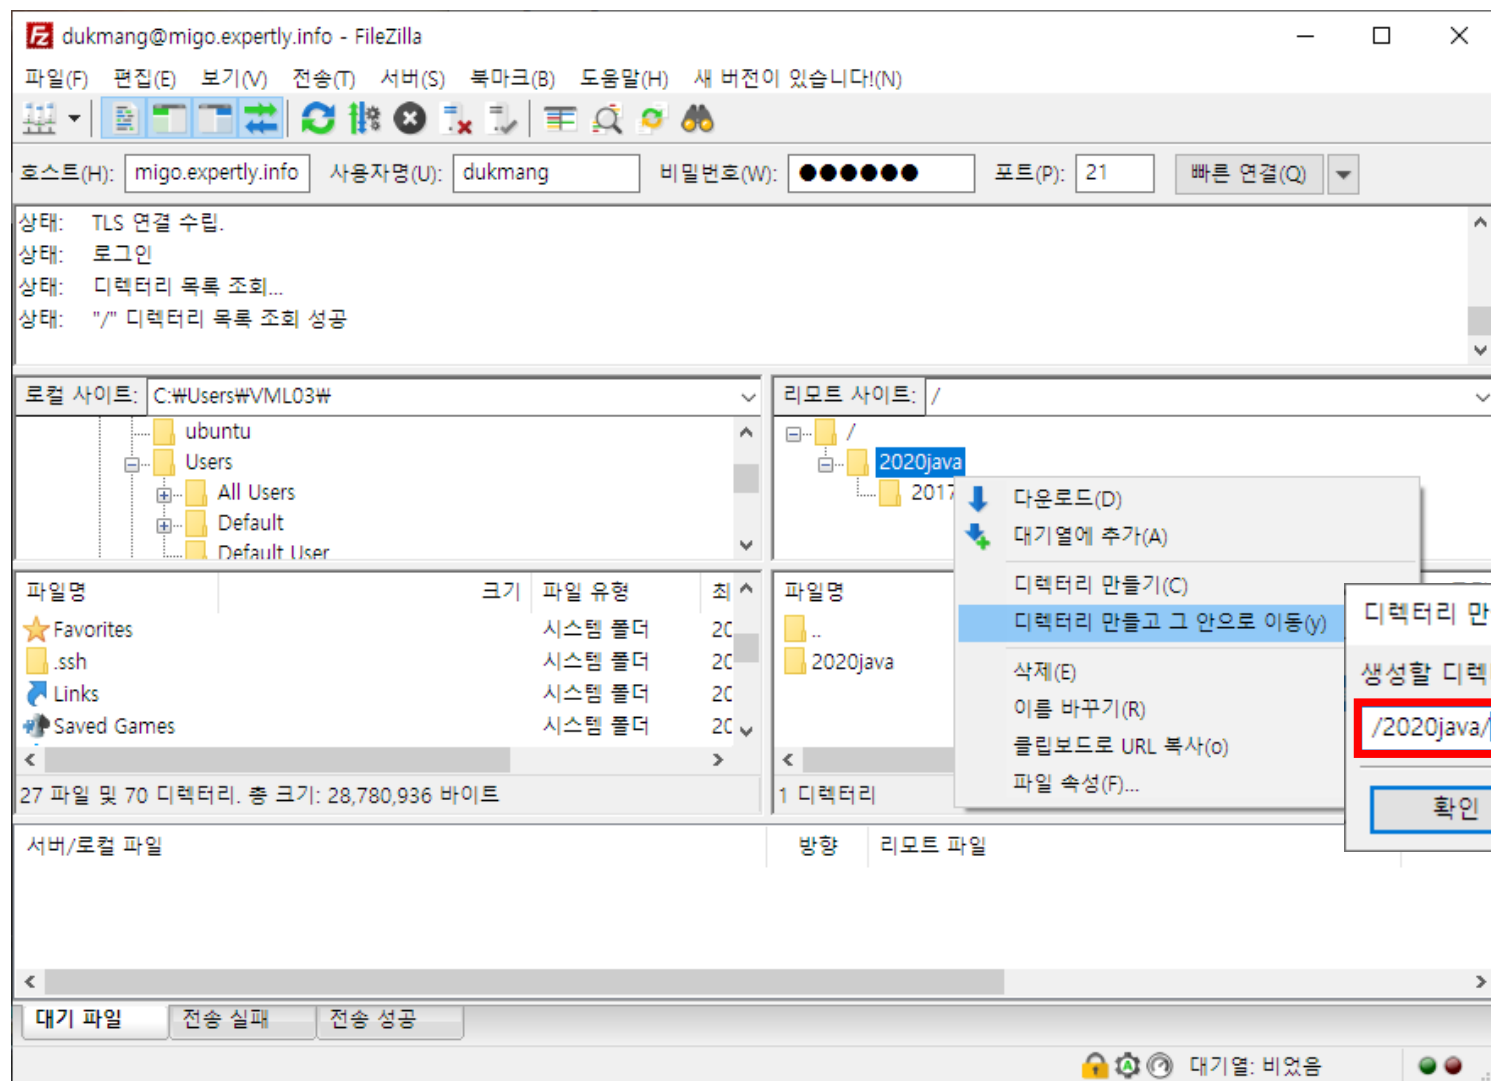 dukmang@migo.expertly.info - FileZilla
파일(F) 편집(E) 보기(V) 전송(T) 서버(S) 북마크(B) 도움말(H) 새 버전이 있습니다!(N)
호스트(H): migo.expertly.info 사용자명(U): dukmang 비밀번호(W): ●●●●●● 포트(P): 21 빠른 연결(Q)
상태: TLS 연결 수립.
상태: 로그인
상태: 디렉터리 목록 조회...
상태: "/" 디렉터리 목록 조회 성공
로컬 사이트: C:₩Users₩VML03₩
ubuntu
Users
All Users
Default
Default User
리모트 사이트: /
/
2020java
2017
다운로드(D)
대기열에 추가(A)
디렉터리 만들기(C)
디렉터리 만들고 그 안으로 이동(y)
삭제(E)
이름 바꾸기(R)
클립보드로 URL 복사(o)
파일 속성(F)...
디렉터리 만
생성할 디렉
/2020java/
확인
파일명 크기 파일 유형 최
Favorites 시스템 폴더 20
.ssh 시스템 폴더 20
Links 시스템 폴더 20
Saved Games 시스템 폴더 20
27 파일 및 70 디렉터리. 총 크기: 28,780,936 바이트
파일명
..
2020java
1 디렉터리
서버/로컬 파일 방향 리모트 파일
대기 파일 전송 실패 전송 성공
대기열: 비었음